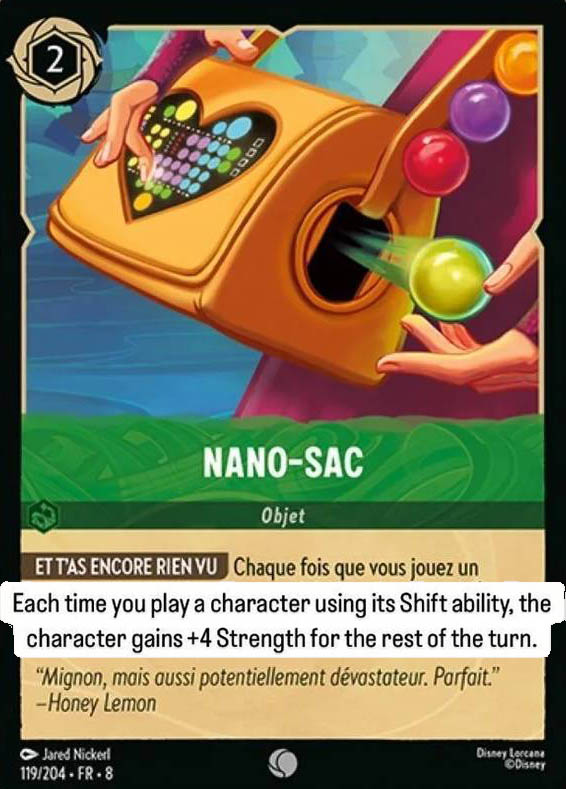 2
NANO-SAC
Objet
ET T'AS ENCORE RIEN VU Chaque fois que vous jouez un
Each time you play a character using its Shift ability, the
character gains +4 Strength for the rest of the turn.
“Mignon, mais aussi potentiellement dévastateur. Parfait.”
–Honey Lemon
Jared Nickerl
119/204 • FR • 8
Disney Lorcana
©Disney